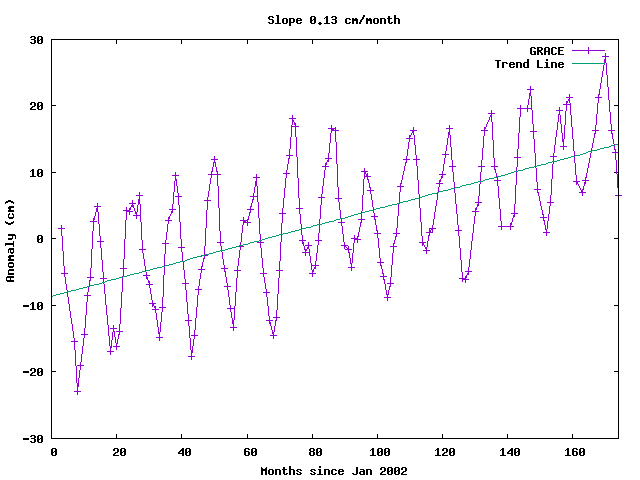 Slope 0.13 cm/month
30
20
10
0
-10
-20
-30
Anomaly (cm)
GRACE
Trend Line
0 20 40 60 80 100 120 140 160
Months since Jan 2002